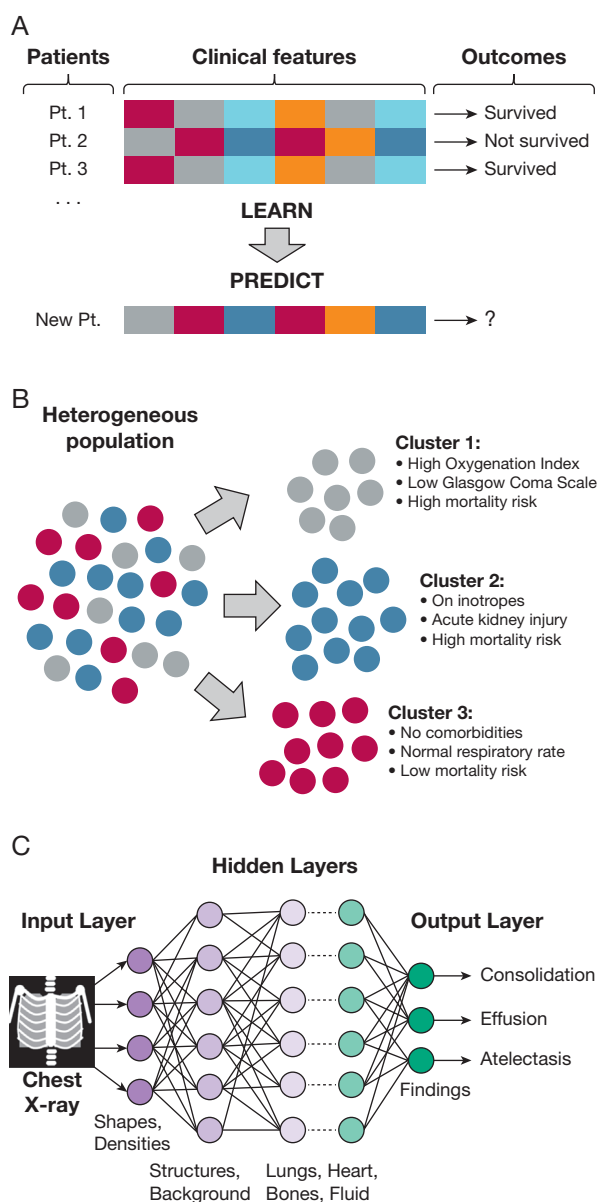 A
Patients
Clinical features
Outcomes
Pt. 1
Survived
Pt. 2
Not survived
Pt. 3
Survived
. . .
LEARN
PREDICT
New Pt.
?
B
Heterogeneous
population
Cluster 1:
• High Oxygenation Index
• Low Glasgow Coma Scale
• High mortality risk
Cluster 2:
• On inotropes
• Acute kidney injury
• High mortality risk
Cluster 3:
• No comorbidities
• Normal respiratory rate
• Low mortality risk
C
Hidden Layers
Input Layer
Output Layer
Consolidation
Effusion
Atelectasis
Chest
X-ray
Findings
Shapes,
Densities
Structures,
Background
Lungs, Heart,
Bones, Fluid